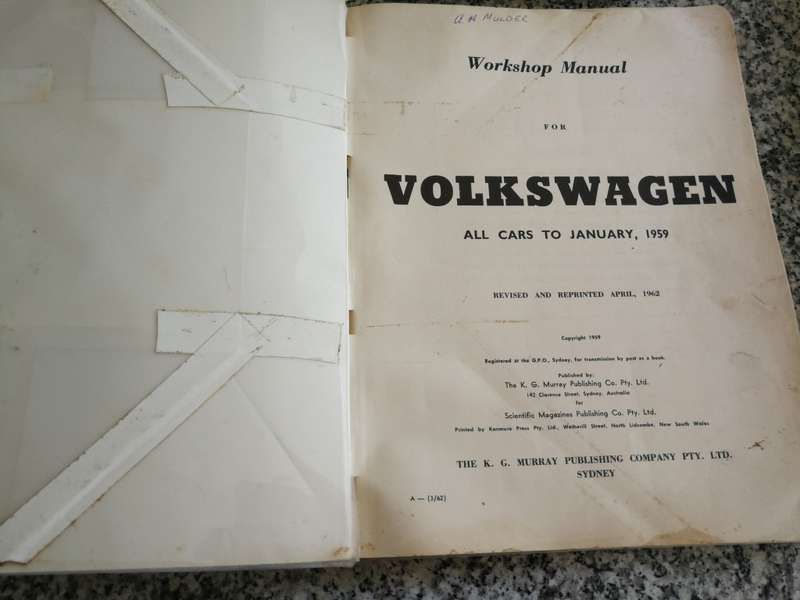 MULDER
Workshop Manual
FOR
VOLKSWAGEN
ALL CARS TO JANUARY, 1959
REVISED AND REPRINTED APRIL, 1962
Copyright 1959
Registered at the G.P.O., Sydney, for transmission by post as a book.
Published by:
The K. G. Murray Publishing Co. Pty. Ltd.
142 Clarence Street, Sydney, Australia
for
Scientific Magazines Publishing Co. Pty. Ltd.
Printed by Kenmure Press Pty. Ltd., Wetherill Street, North Lidcombe, New South Wales
THE K. G. MURRAY PUBLISHING COMPANY PTY. LTD.
SYDNEY
A — (3/62)